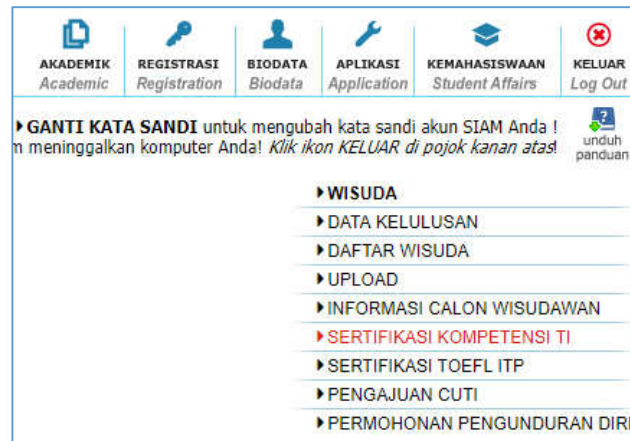 AKADEMIK REGISTRASI BIODATA APLIKASI KEMAHASISWAAN KELUAR
Academic Registration Biodata Application Student Affairs Log Out
GANTI KATA SANDI untuk mengubah kata sandi akun SIAM Anda !
meninggalkan komputer Anda! Klik ikon KELUAR di pojok kanan atas!
unduh
panduan
WISUDA
DATA KELULUSAN
DAFTAR WISUDA
UPLOAD
INFORMASI CALON WISUDAWAN
SERTIFIKASI KOMPETENSI TI
SERTIFIKASI TOEFL ITP
PENGAJUAN CUTI
PERMOHONAN PENGUNDURAN DIRI